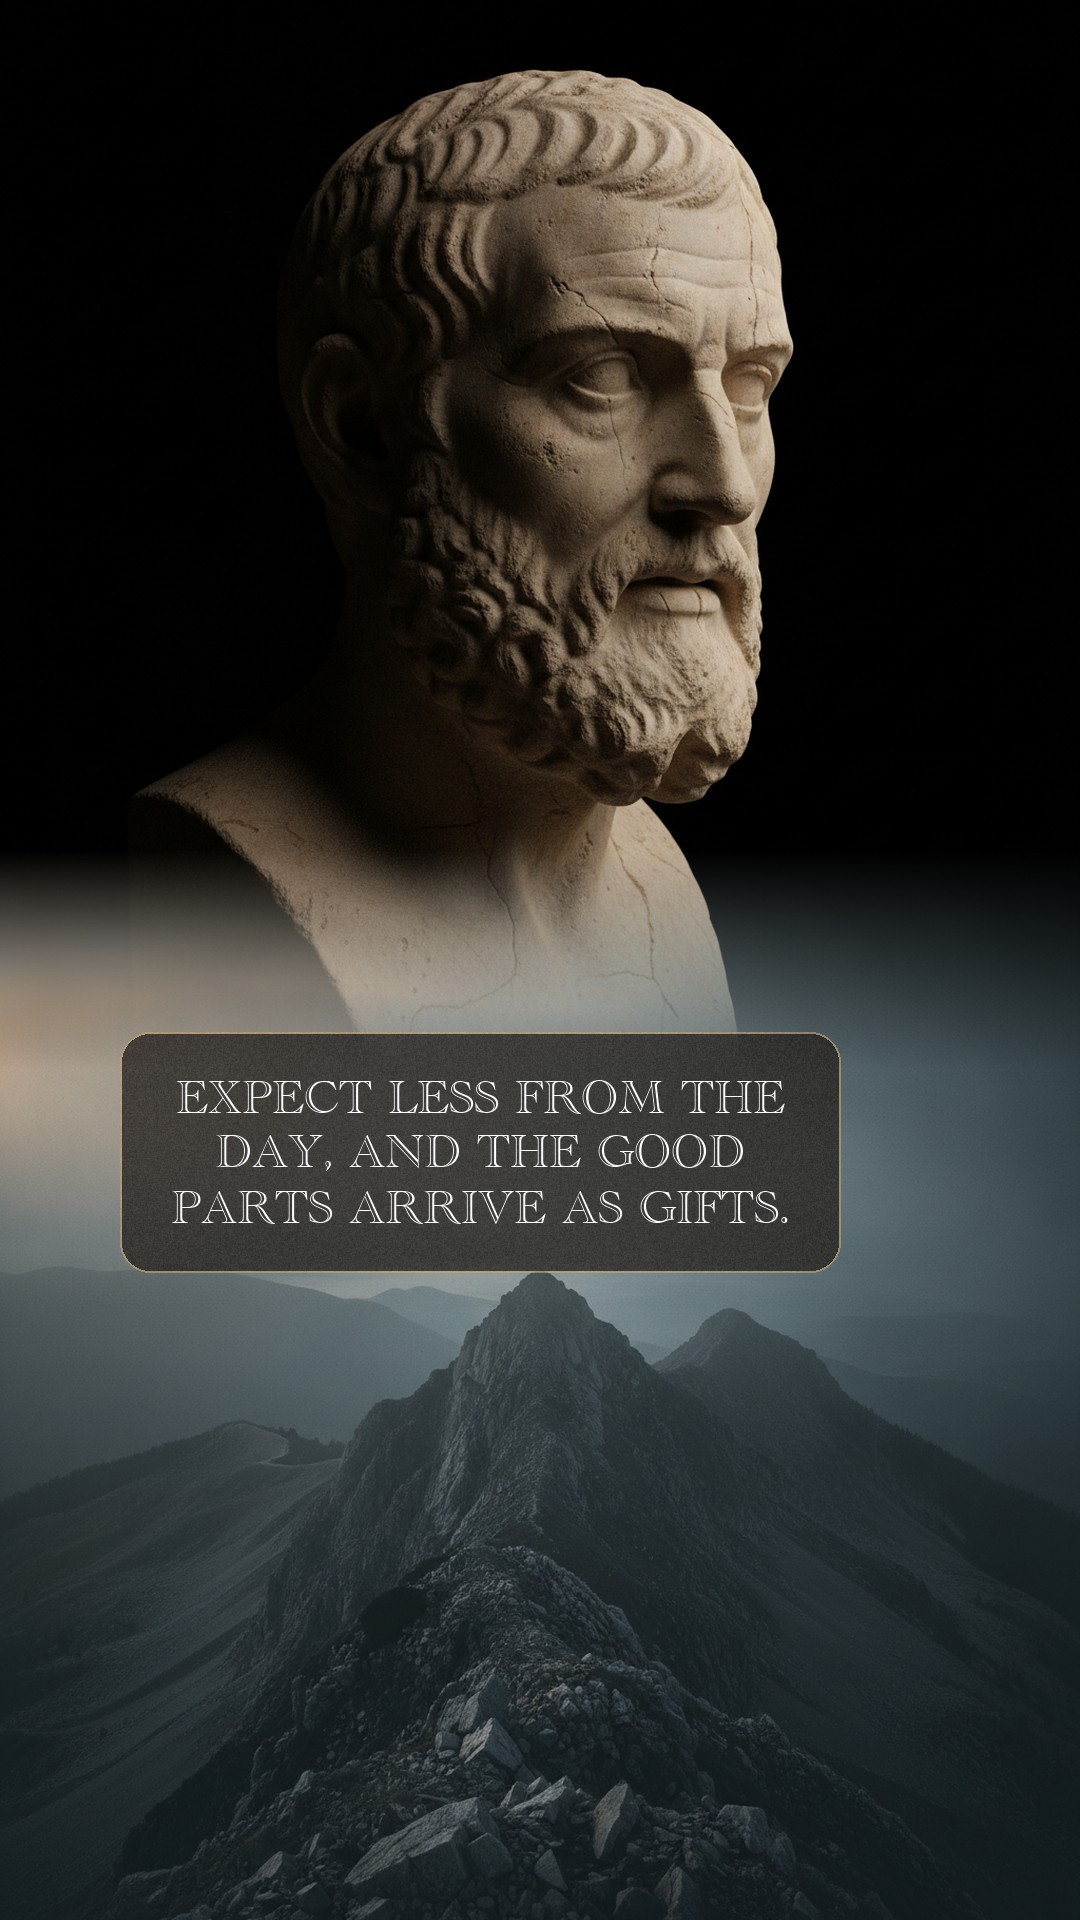 EXPECT LESS FROM THE
DAY, AND THE GOOD
PARTS ARRIVE AS GIFTS.